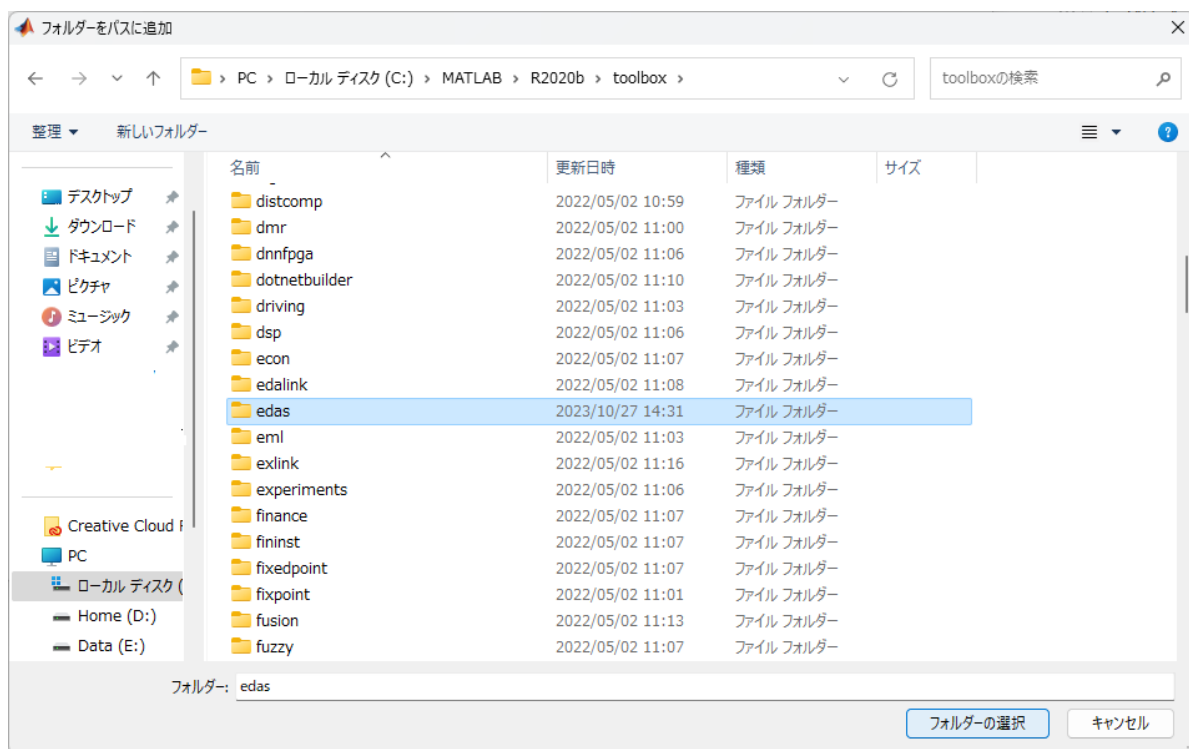 フォルダーをパスに追加
PC > ローカル ディスク (C:) > MATLAB > R2020b > toolbox >
toolboxの検索
整理 新しいフォルダー
名前 更新日時 種類 サイズ
デスクトップ
ダウンロード
ドキュメント
ピクチャ
ミュージック
ビデオ
Creative Cloud F
PC
ローカル ディスク (
Home (D:)
Data (E:)
distcomp 2022/05/02 10:59 ファイル フォルダー
dmr 2022/05/02 11:00 ファイル フォルダー
dnnfpga 2022/05/02 11:06 ファイル フォルダー
dotnetbuilder 2022/05/02 11:10 ファイル フォルダー
driving 2022/05/02 11:03 ファイル フォルダー
dsp 2022/05/02 11:06 ファイル フォルダー
econ 2022/05/02 11:07 ファイル フォルダー
edalink 2022/05/02 11:08 ファイル フォルダー
edas 2023/10/27 14:31 ファイル フォルダー
eml 2022/05/02 11:03 ファイル フォルダー
exlink 2022/05/02 11:16 ファイル フォルダー
experiments 2022/05/02 11:06 ファイル フォルダー
finance 2022/05/02 11:07 ファイル フォルダー
fininst 2022/05/02 11:07 ファイル フォルダー
fixedpoint 2022/05/02 11:07 ファイル フォルダー
fixpoint 2022/05/02 11:01 ファイル フォルダー
fusion 2022/05/02 11:13 ファイル フォルダー
fuzzy 2022/05/02 11:07 ファイル フォルダー
フォルダー: edas
フォルダーの選択 キャンセル